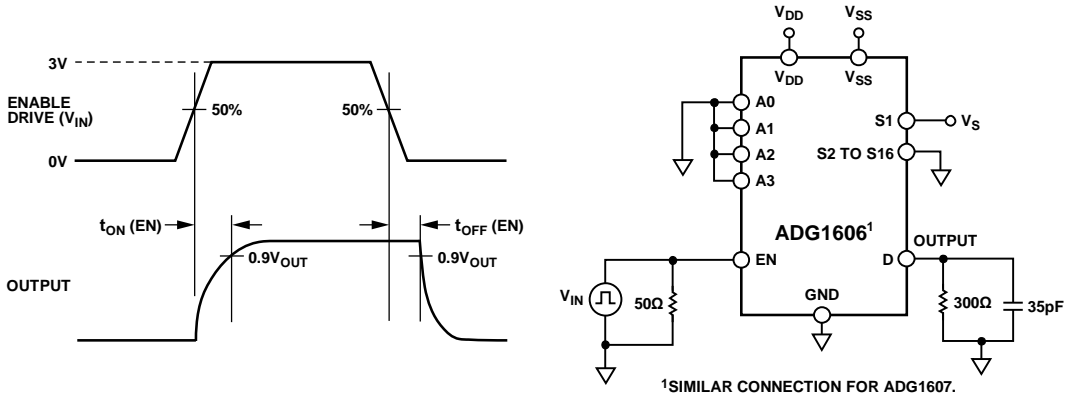 3V
ENABLE
DRIVE (VIN)
50%
50%
0V
tON (EN)
tOFF (EN)
0.9VOUT
0.9VOUT
OUTPUT
VDD
VSS
VDD
VSS
A0
A1
A2
A3
S1
VS
S2 TO S16
ADG1606¹
OUTPUT
EN
D
VIN
50Ω
GND
300Ω
35pF
¹SIMILAR CONNECTION FOR ADG1607.